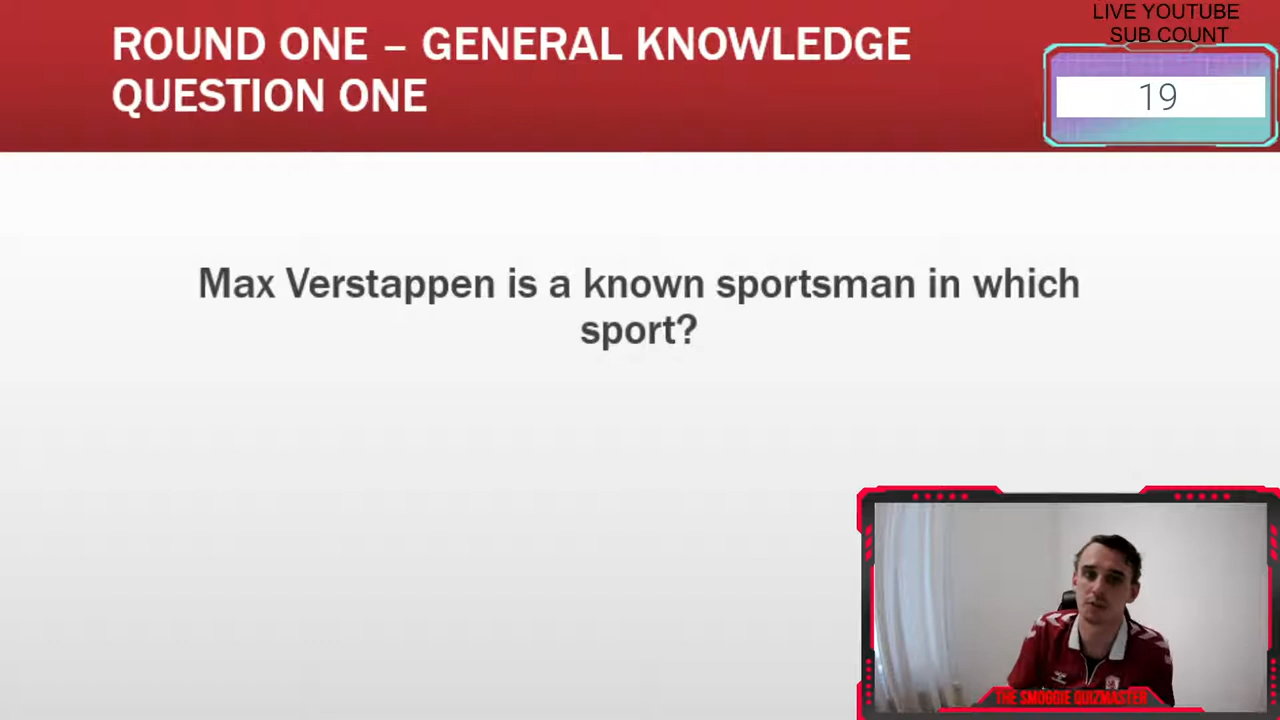 ROUND ONE – GENERAL KNOWLEDGE
QUESTION ONE
LIVE YOUTUBE
SUB COUNT
19
Max Verstappen is a known sportsman in which
sport?
THE SMOGGIE QUIZMASTER